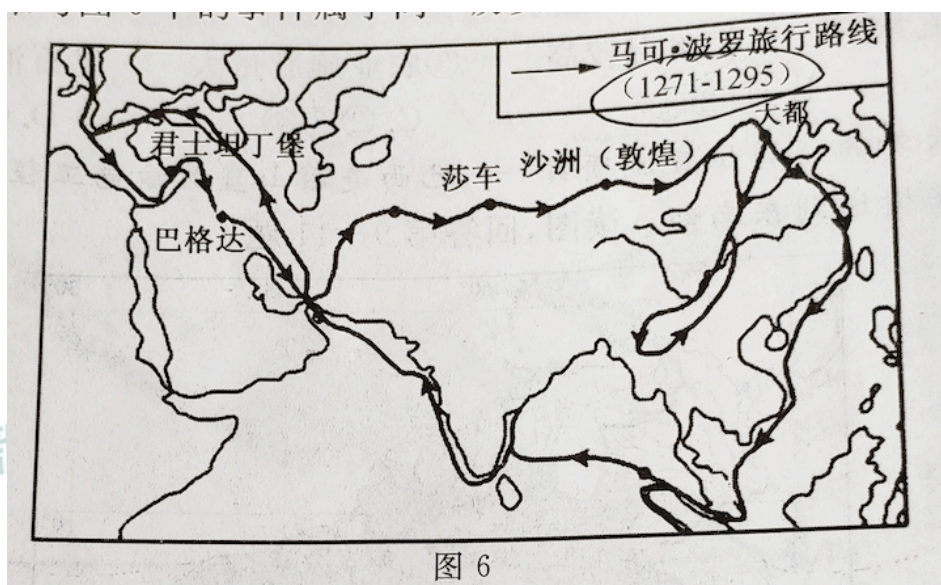 马可•波罗旅行路线
（1271-1295）
大都
君士坦丁堡
莎车
沙洲（敦煌）
巴格达
图 6